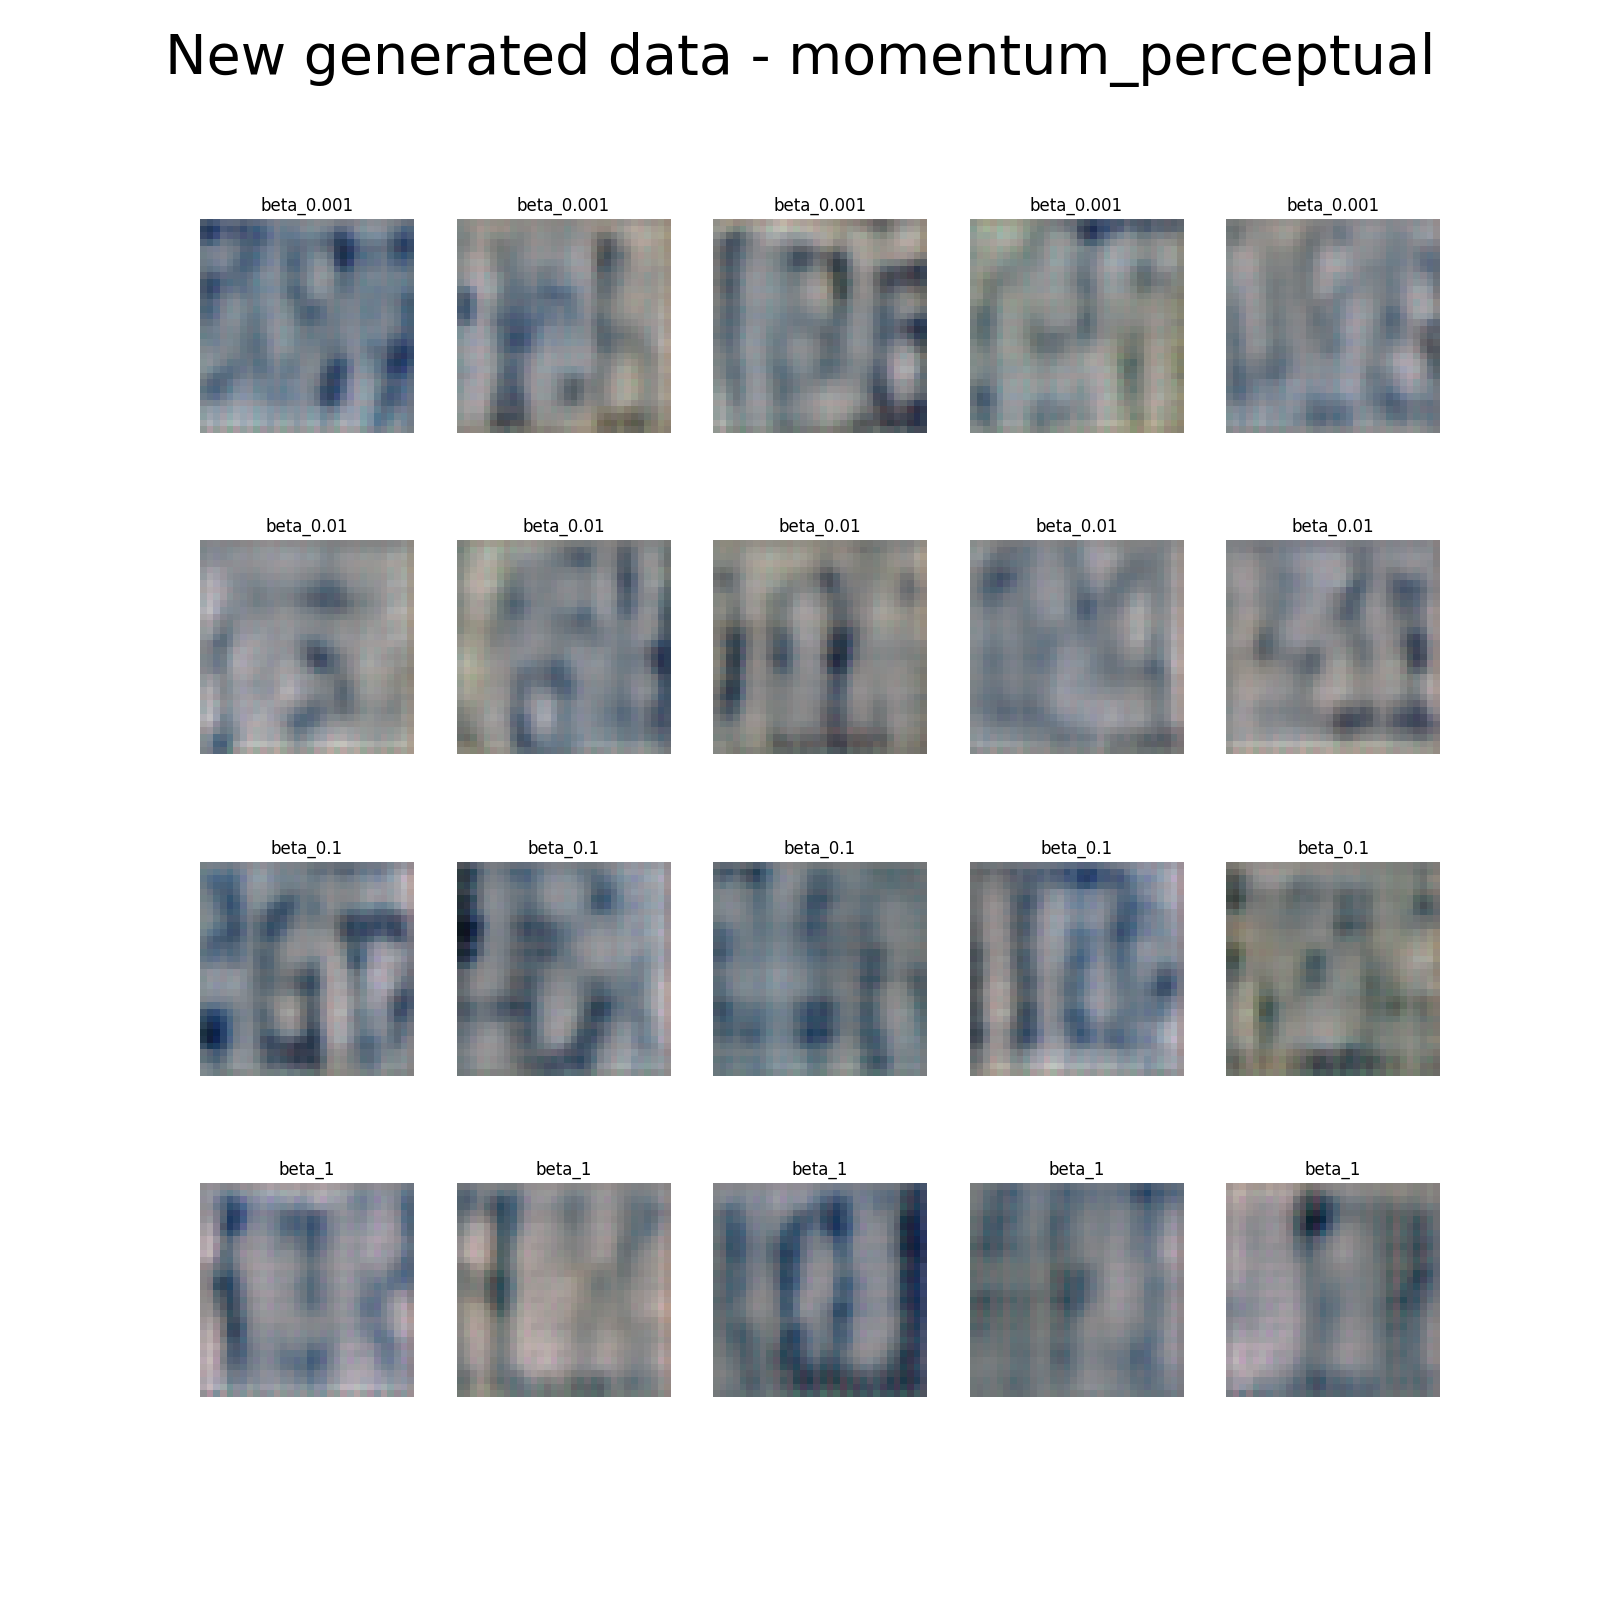 New generated data - momentum_perceptual
beta_0.001 beta_0.001 beta_0.001 beta_0.001 beta_0.001
beta_0.01 beta_0.01 beta_0.01 beta_0.01 beta_0.01
beta_0.1 beta_0.1 beta_0.1 beta_0.1 beta_0.1
beta_1 beta_1 beta_1 beta_1 beta_1